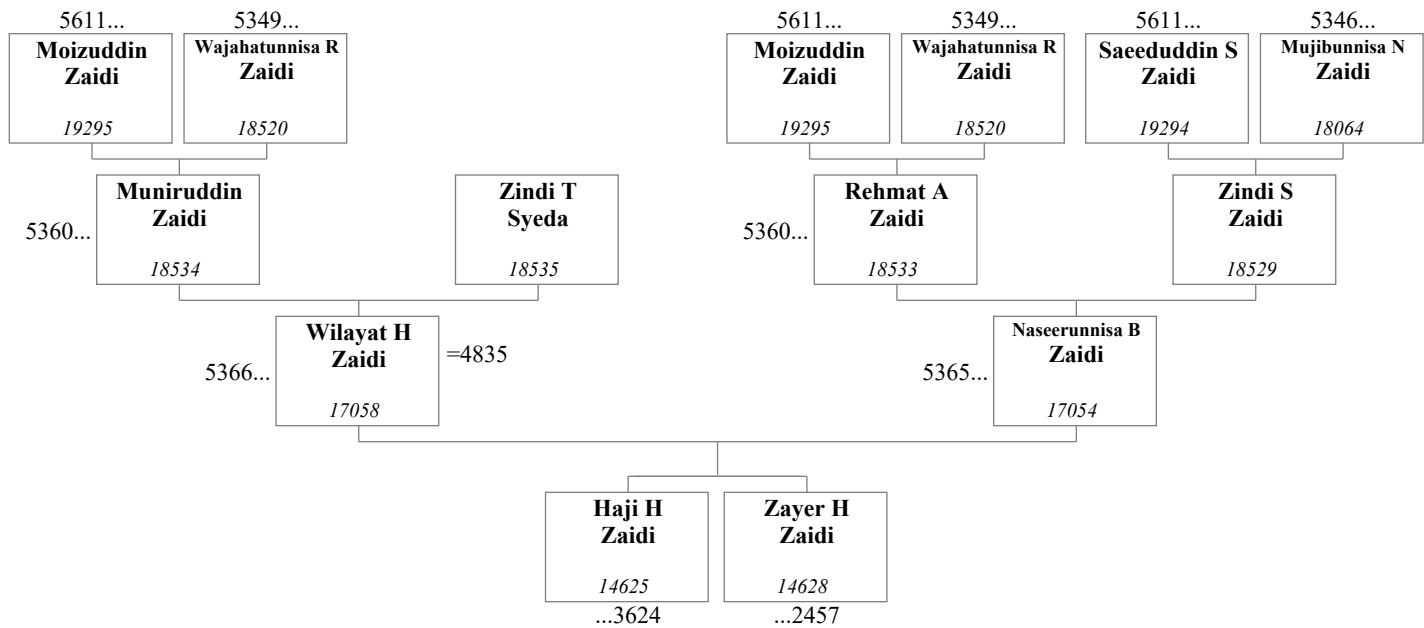 5611... 5349... 5611... 5349... 5611... 5346...
Moizuddin
Zaidi
19295
Wajahatunnisa R
Zaidi
18520
Moizuddin
Zaidi
19295
Wajahatunnisa R
Zaidi
18520
Saeeduddin S
Zaidi
19294
Mujibunnisa N
Zaidi
18064
5360...
Muniruddin
Zaidi
18534
Zindi T
Syeda
18535
5360...
Rehmat A
Zaidi
18533
Zindi S
Zaidi
18529
5366...
Wilayat H
Zaidi
17058
=4835
5365...
Naseerunnisa B
Zaidi
17054
Haji H
Zaidi
14625
...3624
Zayer H
Zaidi
14628
...2457